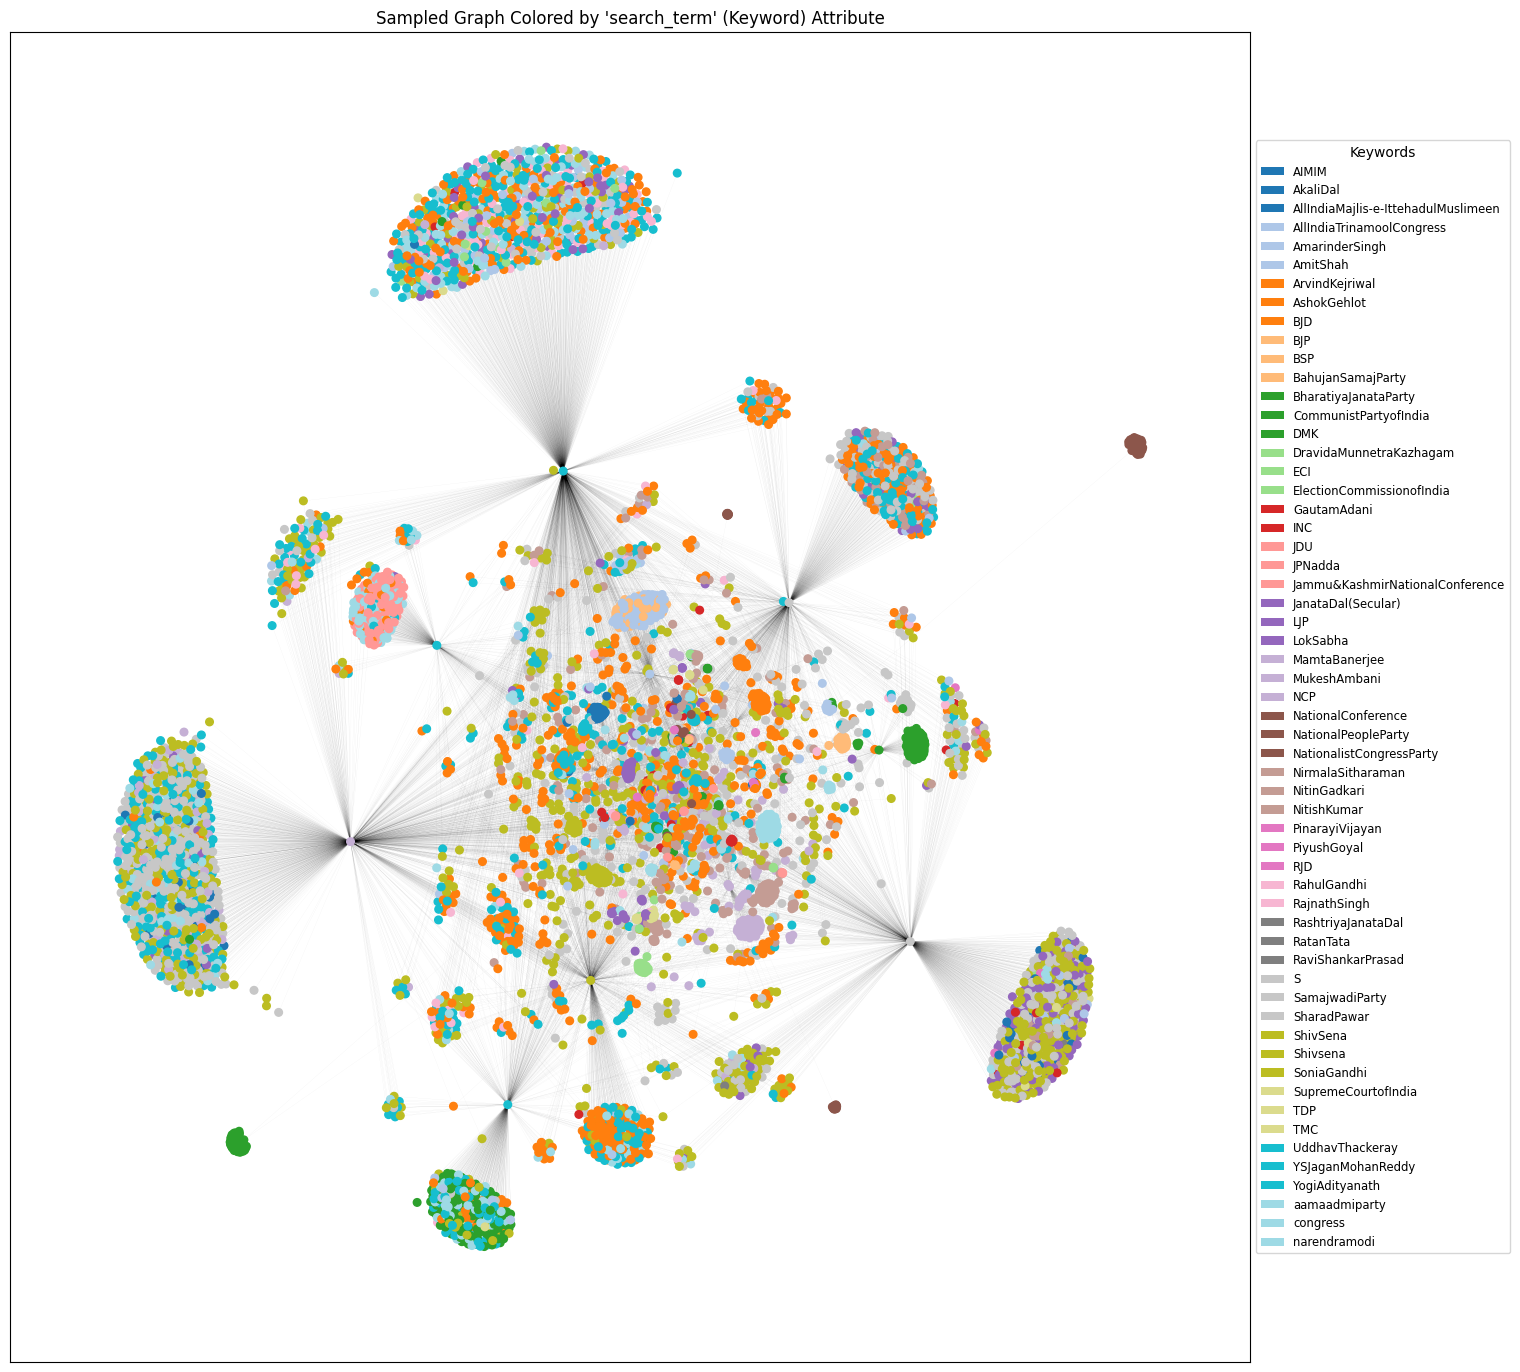 Sampled Graph Colored by 'search_term' (Keyword) Attribute
Keywords
AIMIM
AkaliDal
AllIndiaMajlis-e-IttehadulMuslimeen
AllIndiaTrinamoolCongress
AmarinderSingh
AmitShah
ArvindKejriwal
AshokGehlot
BJD
BJP
BSP
BahujanSamajParty
BharatiyaJanataParty
CommunistPartyofIndia
DMK
DravidaMunnetraKazhagam
ECI
ElectionCommissionofIndia
GautamAdani
INC
JDU
JPNadda
Jammu&KashmirNationalConference
JanataDal(Secular)
LJP
LokSabha
MamtaBanerjee
MukeshAmbani
NCP
NationalConference
NationalPeopleParty
NationalistCongressParty
NirmalaSitharaman
NitinGadkari
NitishKumar
PinarayiVijayan
PiyushGoyal
RJD
RahulGandhi
RajnathSingh
RashtriyaJanataDal
RatanTata
RaviShankarPrasad
S
SamajwadiParty
SharadPawar
ShivSena
Shivsena
SoniaGandhi
SupremeCourtofIndia
TDP
TMC
UddhavThackeray
YSJaganMohanReddy
YogiAdityanath
aamaadmiparty
congress
narendramodi